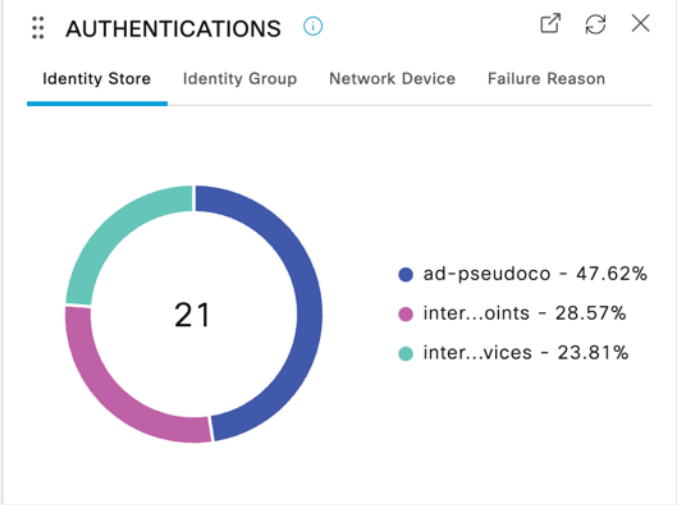 AUTHENTICATIONS
Identity Store Identity Group Network Device Failure Reason
21
ad-pseudoco - 47.62%
inter...oints - 28.57%
inter...vices - 23.81%